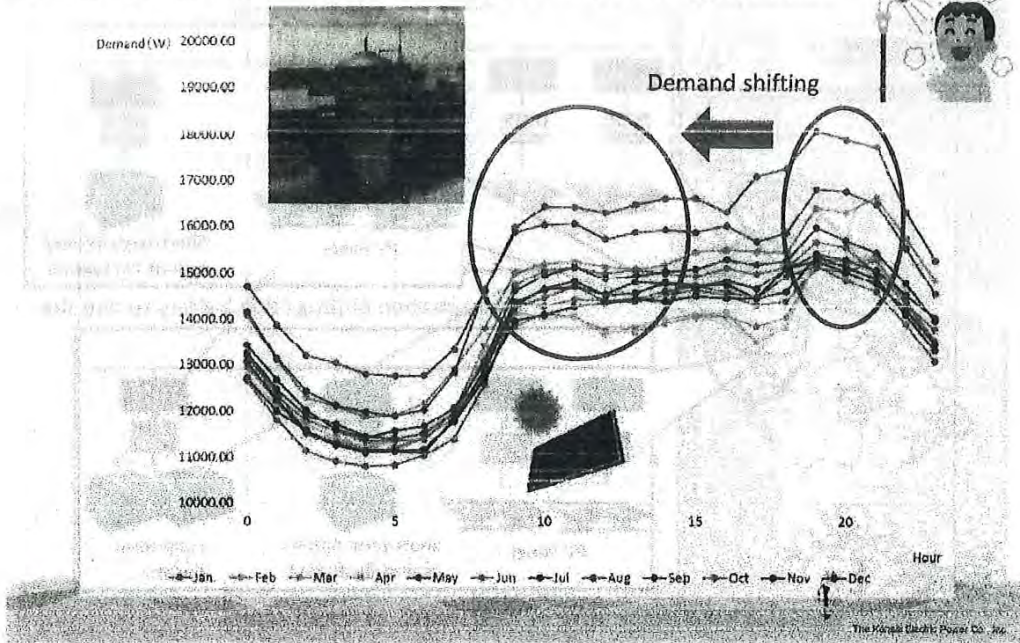 Demand (W)
20000.00
19000.00
18000.00
17000.00
16000.00
15000.00
14000.00
13000.00
12000.00
11000.00
10000.00
Demand shifting
0 5 10 15 20
Hour
Jan Feb Mar Apr May Jun Jul Aug Sep Oct Nov Dec
The Kansai Electric Power Co., Inc.